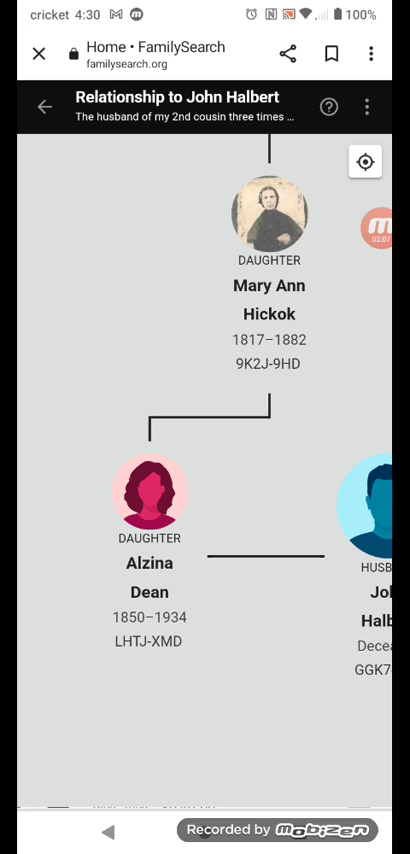 cricket 4:30 100%
Home • FamilySearch
familysearch.org
Relationship to John Halbert
The husband of my 2nd cousin three times ...
02:07
DAUGHTER
Mary Ann
Hickok
1817–1882
9K2J-9HD
DAUGHTER
Alzina
Dean
1850–1934
LHTJ-XMD
HUSB
Jo
Halb
Decea
GGK7
Recorded by mobizen